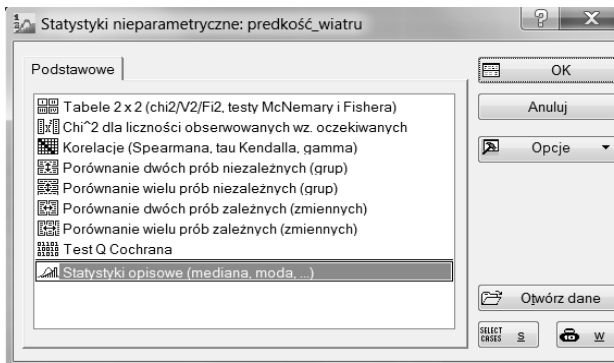 Statystyki nieparametryczne: predkość_wiatru
Podstawowe
Tabele 2 x 2 (chi2/V2/Fi2, testy McNemary i Fishera)
Chi^2 dla liczności obserwowanych wz. oczekiwanych
Korelacje (Spearmana, tau Kendalla, gamma)
Porównanie dwóch prób niezależnych (grup)
Porównanie wielu prób niezależnych (grup)
Porównanie dwóch prób zależnych (zmiennych)
Porównanie wielu prób zależnych (zmiennych)
Test Q Cochrana
Statystyki opisowe (mediana, moda, ...)
OK
Anuluj
Opcje
Otwórz dane
SELECT CASES S W